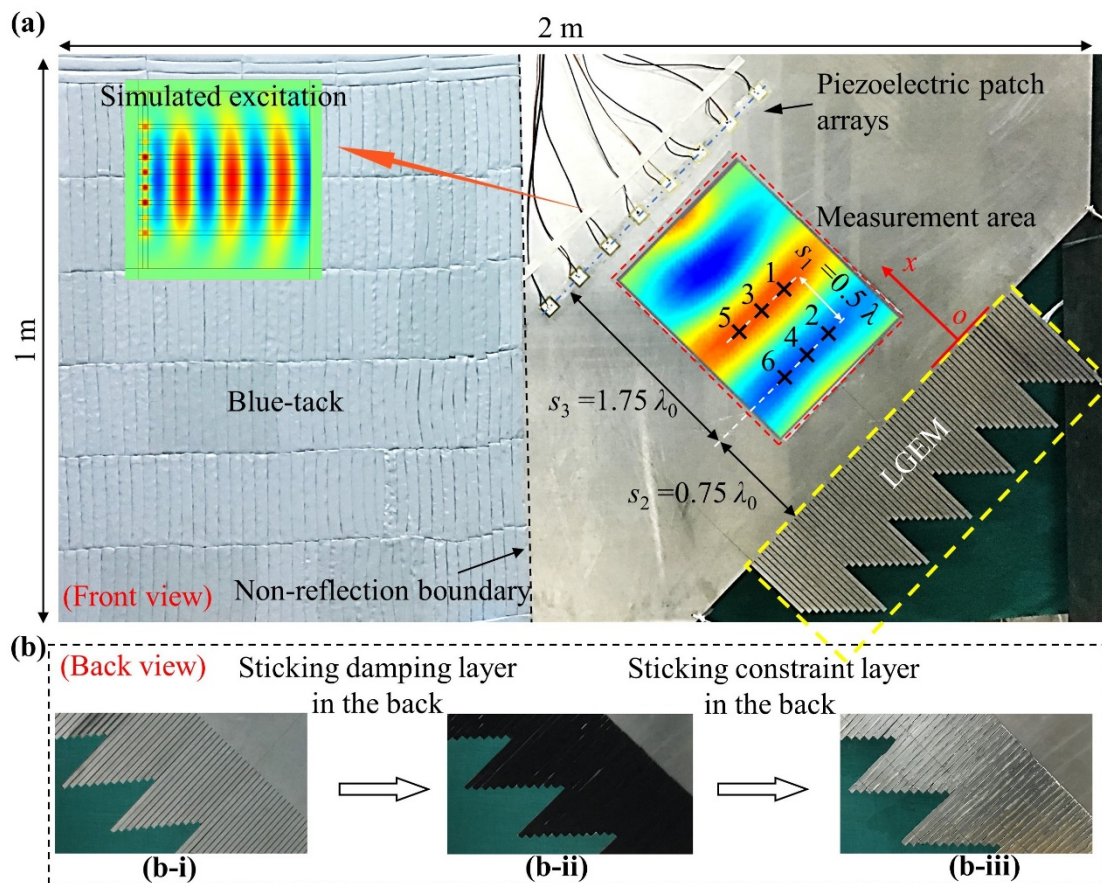 (a)
2 m
1 m
Simulated excitation
Piezoelectric patch
arrays
Measurement area
s1 =0.5 λ
x
o
1
3
5
2
4
6
s3 =1.75 λ0
s2 =0.75 λ0
LGEM
Blue-tack
Non-reflection boundary
(Front view)
(b)
(Back view)
Sticking damping layer
in the back
Sticking constraint layer
in the back
(b-i)
(b-ii)
(b-iii)